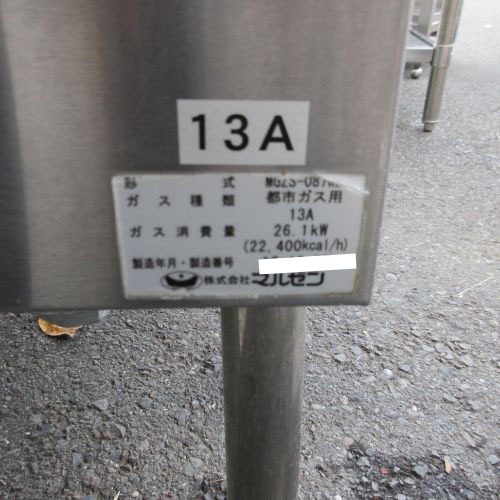 13A
形 式
ガス種類 都市ガス用
13A
ガス消費量 26.1kW
(22,400kcal/h)
製造年月・製造番号
株式会社マルゼン